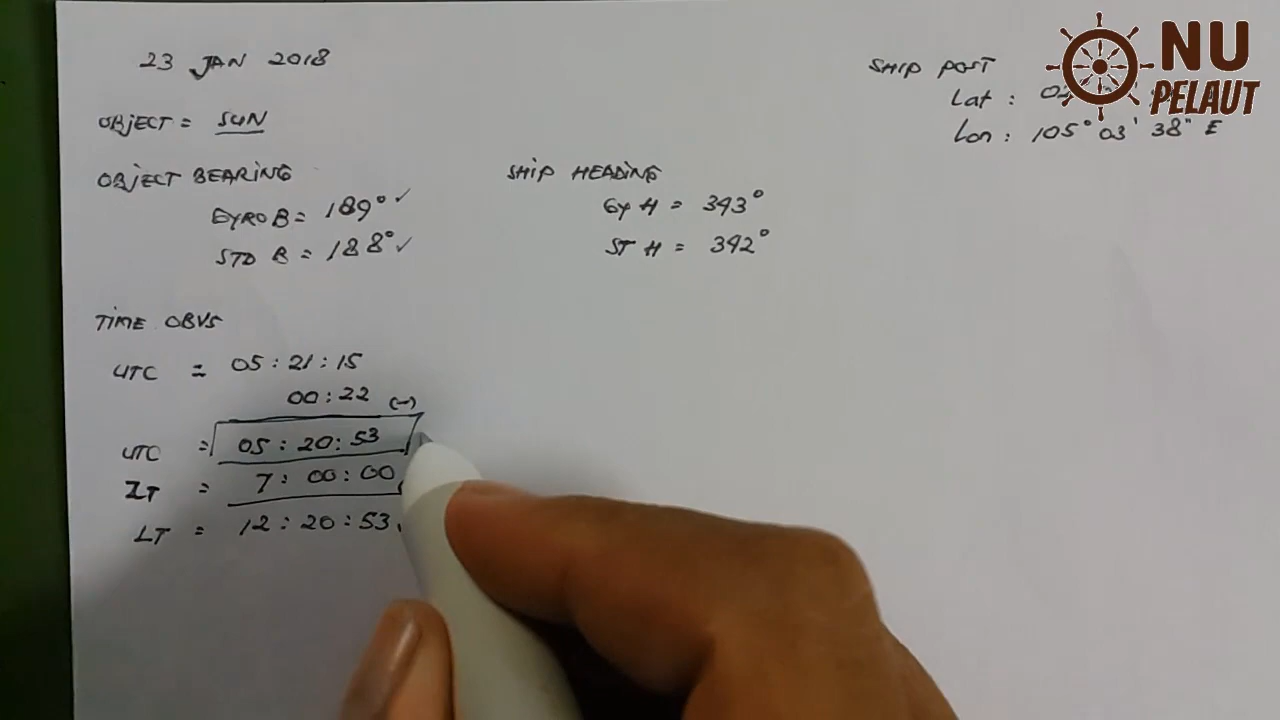 23 JAN 2018
SHIP POST
NU
PELAUT
Lat :
Lon : 105° 03' 38" E
OBJECT = SUN
OBJECT BEARING
GYRO B = 189° ✓
STD B = 188° ✓
SHIP HEADING
GY H = 393°
ST H = 392°
TIME OBVS
UTC = 05 : 21 : 15
00 : 22 (-)
UTC = 05 : 20 : 53
ZT = 7 : 00 : 00
LT = 12 : 20 : 53